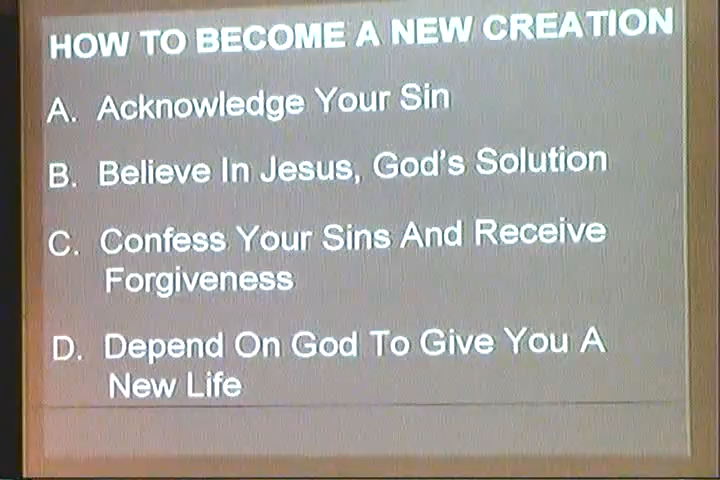 HOW TO BECOME A NEW CREATION
A. Acknowledge Your Sin
B. Believe In Jesus, God's Solution
C. Confess Your Sins And Receive
Forgiveness
D. Depend On God To Give You A
New Life